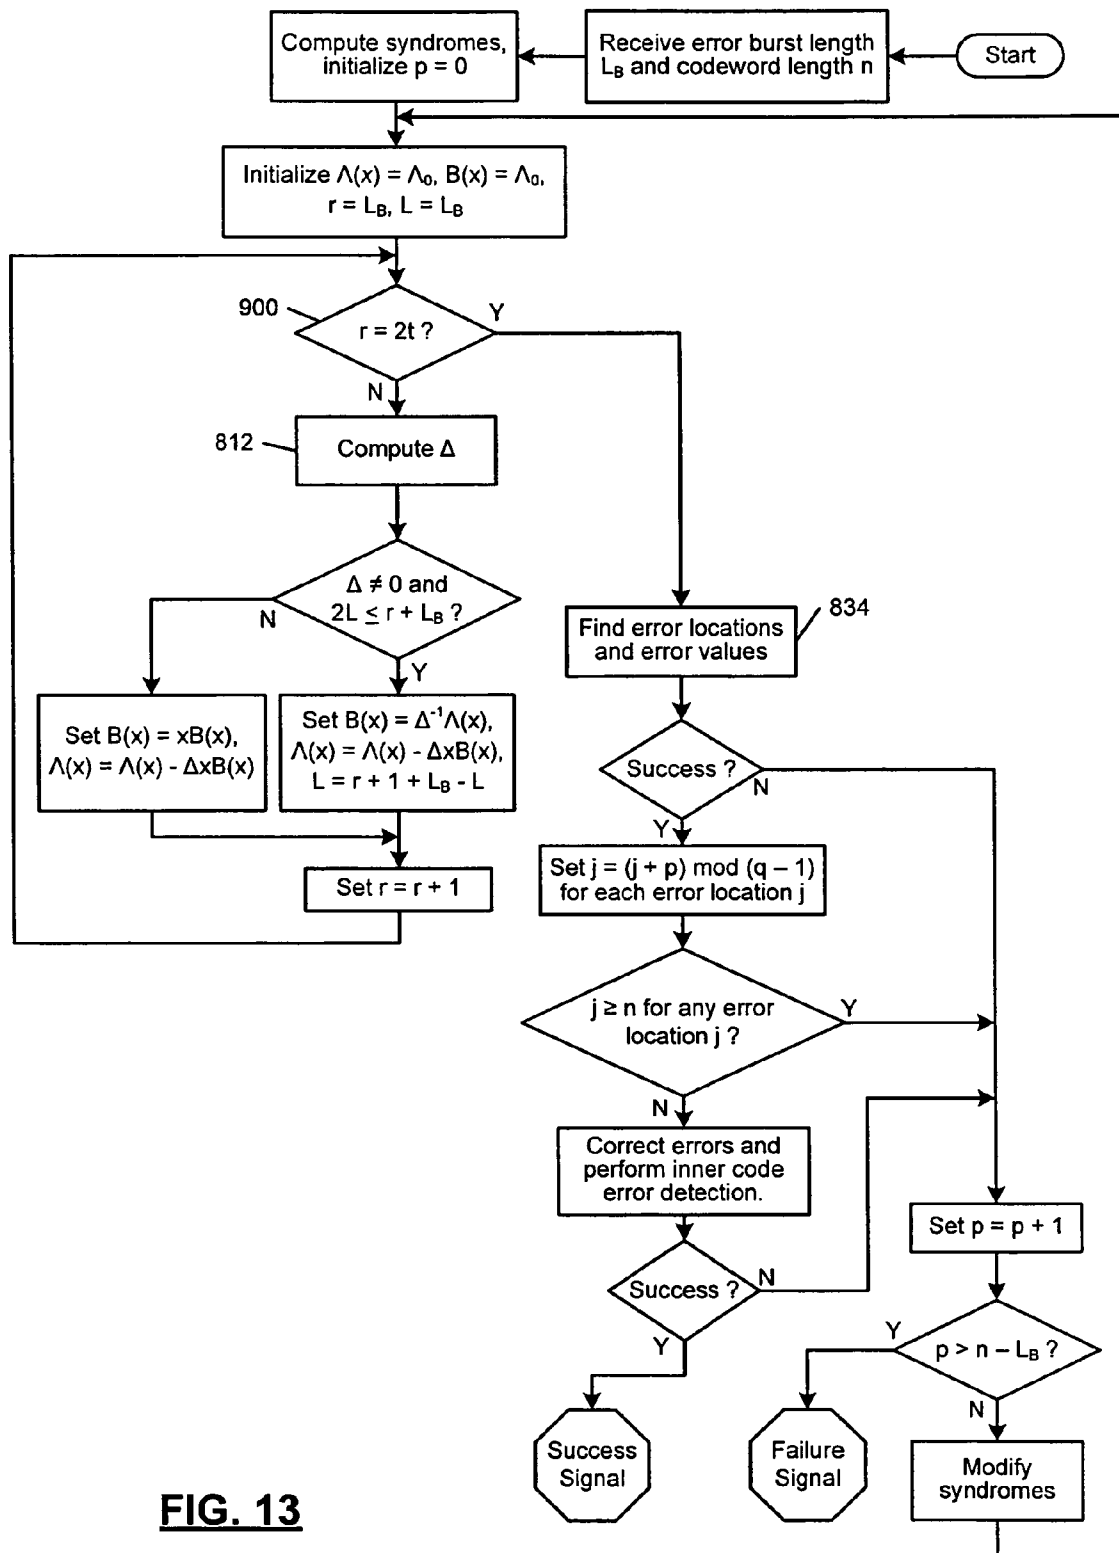 Start
Receive error burst length
L_B and codeword length n
Compute syndromes,
initialize p = 0
Initialize Λ(x) = Λ₀, B(x) = Λ₀,
r = L_B, L = L_B
900
r = 2t ?
Y
N
812
Compute Δ
Δ ≠ 0 and
2L ≤ r + L_B ?
N
Y
Set B(x) = xB(x),
Λ(x) = Λ(x) - ΔxB(x)
Set B(x) = Δ⁻¹Λ(x),
Λ(x) = Λ(x) - ΔxB(x),
L = r + 1 + L_B - L
Set r = r + 1
834
Find error locations
and error values
Success ?
N
Y
Set j = (j + p) mod (q – 1)
for each error location j
j ≥ n for any error
location j ?
Y
N
Correct errors and
perform inner code
error detection.
Success ?
N
Y
Success
Signal
Set p = p + 1
p > n – L_B ?
Y
N
Failure
Signal
Modify
syndromes
FIG. 13